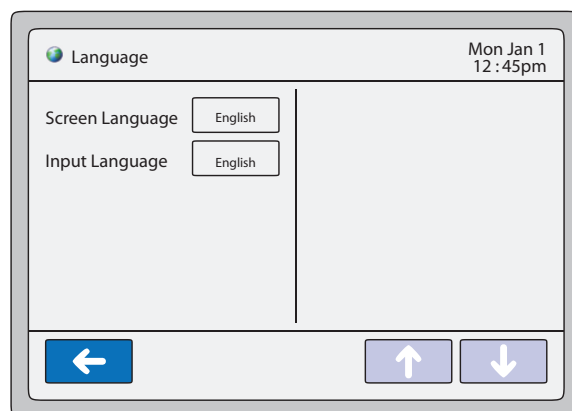 Language
Mon Jan 1
12 : 45pm
Screen Language
English
Input Language
English